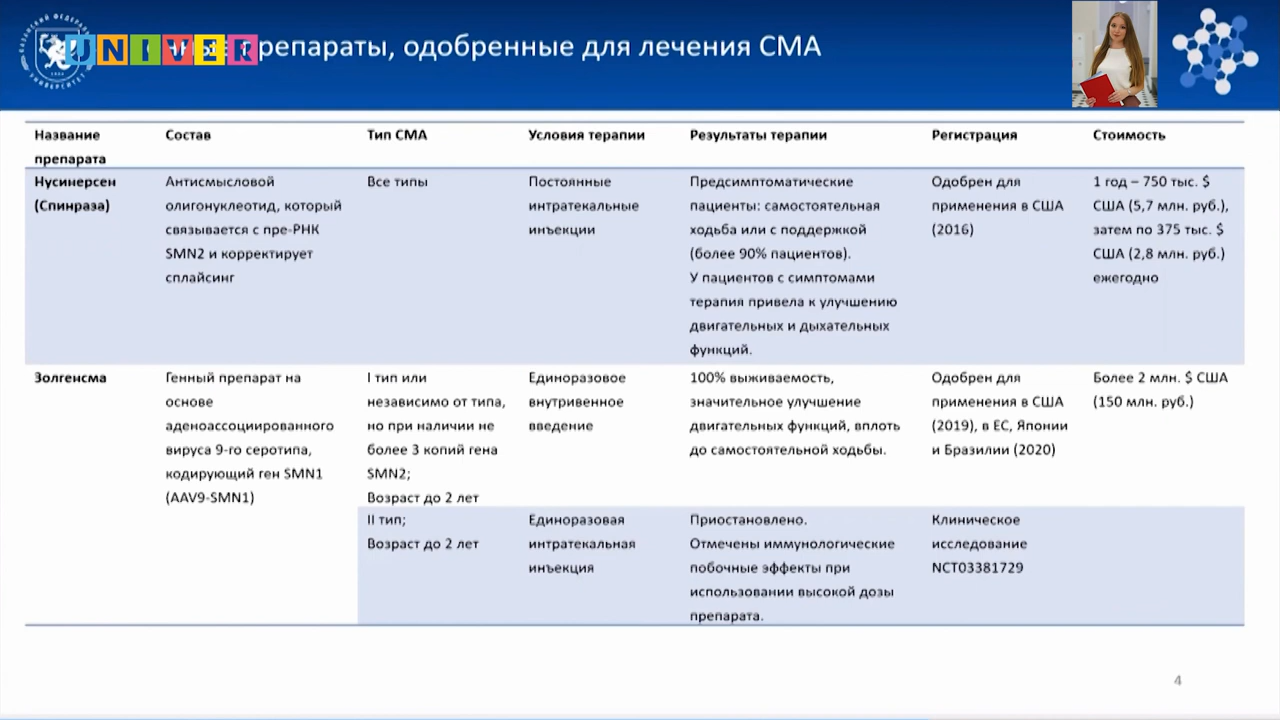 UNIVER
препараты, одобренные для лечения СМА
Название
препарата
Состав
Тип СМА
Условия терапии
Результаты терапии
Регистрация
Стоимость
Нусинерсен
(Спинраза)
Антисмысловой
олигонуклеотид, который
связывается с пре-РНК
SMN2 и корректирует
сплайсинг
Все типы
Постоянные
интратекальные
инъекции
Предсимптоматические
пациенты: самостоятельная
ходьба или с поддержкой
(более 90% пациентов).
У пациентов с симптомами
терапия привела к улучшению
двигательных и дыхательных
функций.
Одобрен для
применения в США
(2016)
1 год – 750 тыс. $
США (5,7 млн. руб.),
затем по 375 тыс. $
США (2,8 млн. руб.)
ежегодно
Золгенсма
Генный препарат на
основе
аденоассоциированного
вируса 9-го серотипа,
кодирующий ген SMN1
(AAV9-SMN1)
I тип или
независимо от типа,
но при наличии не
более 3 копий гена
SMN2;
Возраст до 2 лет
Единоразовое
внутривенное
введение
100% выживаемость,
значительное улучшение
двигательных функций, вплоть
до самостоятельной ходьбы.
Одобрен для
применения в США
(2019), в ЕС, Японии
и Бразилии (2020)
Более 2 млн. $ США
(150 млн. руб.)
II тип;
Возраст до 2 лет
Единоразовая
интратекальная
инъекция
Приостановлено.
Отмечены иммунологические
побочные эффекты при
использовании высокой дозы
препарата.
Клиническое
исследование
NCT03381729
4